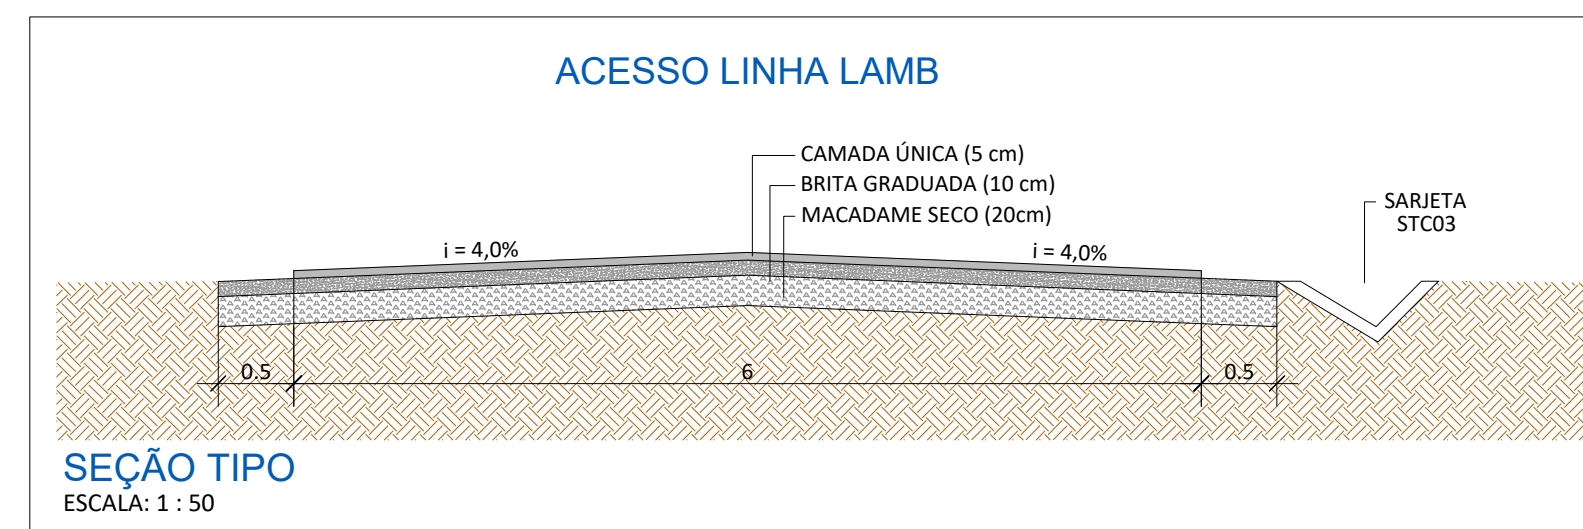 ACESSO LINHA LAMB
CAMADA ÚNICA (5 cm)
BRITA GRADUADA (10 cm)
MACADAME SECO (20cm)
SARJETA
STC03
i = 4,0%
i = 4,0%
0.5
6
0.5
SEÇÃO TIPO
ESCALA: 1 : 50